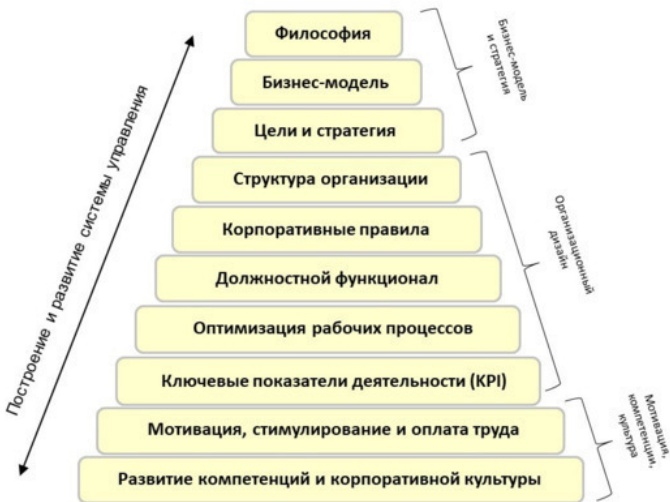 Философия
Бизнес-модель
Цели и стратегия
Структура организации
Корпоративные правила
Должностной функционал
Оптимизация рабочих процессов
Ключевые показатели деятельности (KPI)
Мотивация, стимулирование и оплата труда
Развитие компетенций и корпоративной культуры
Построение и развитие системы управления
Бизнес-модель
и стратегия
Организационный
дизайн
Мотивация,
компетенции,
культура